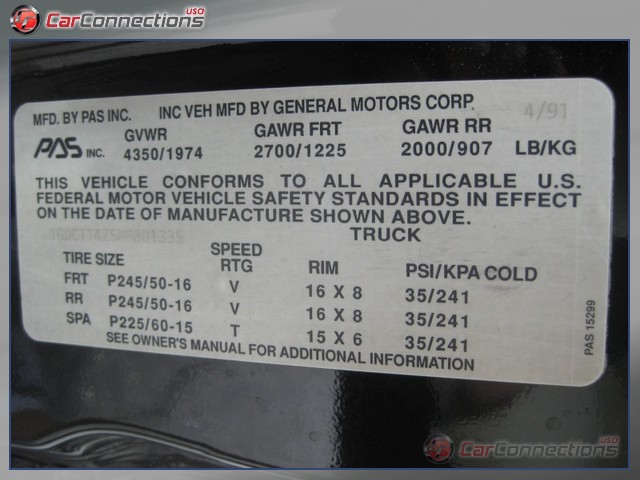 CarConnections USA
MFD. BY PAS INC. INC VEH MFD BY GENERAL MOTORS CORP. 4/91
PAS INC. GVWR GAWR FRT GAWR RR
4350/1974 2700/1225 2000/907 LB/KG
THIS VEHICLE CONFORMS TO ALL APPLICABLE U.S.
FEDERAL MOTOR VEHICLE SAFETY STANDARDS IN EFFECT
ON THE DATE OF MANUFACTURE SHOWN ABOVE.
TRUCK
TIRE SIZE SPEED RTG RIM PSI/KPA COLD
FRT P245/50-16 V 16 X 8 35/241
RR P245/50-16 V 16 X 8 35/241
SPA P225/60-15 T 15 X 6 35/241
SEE OWNER'S MANUAL FOR ADDITIONAL INFORMATION
PAS 15299
CarConnections USA